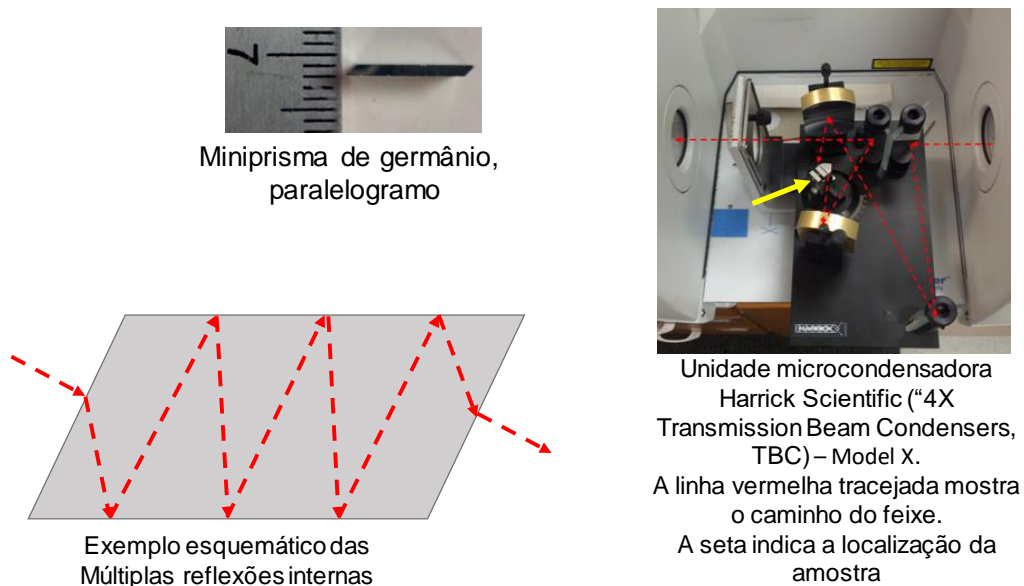 7
Miniprisma de germânio,
paralelogramo
Exemplo esquemático das
Múltiplas reflexões internas
HARRICK
Unidade microcondensadora
Harrick Scientific (“4X
Transmission Beam Condensers,
TBC) – Model X.
A linha vermelha tracejada mostra
o caminho do feixe.
A seta indica a localização da
amostra